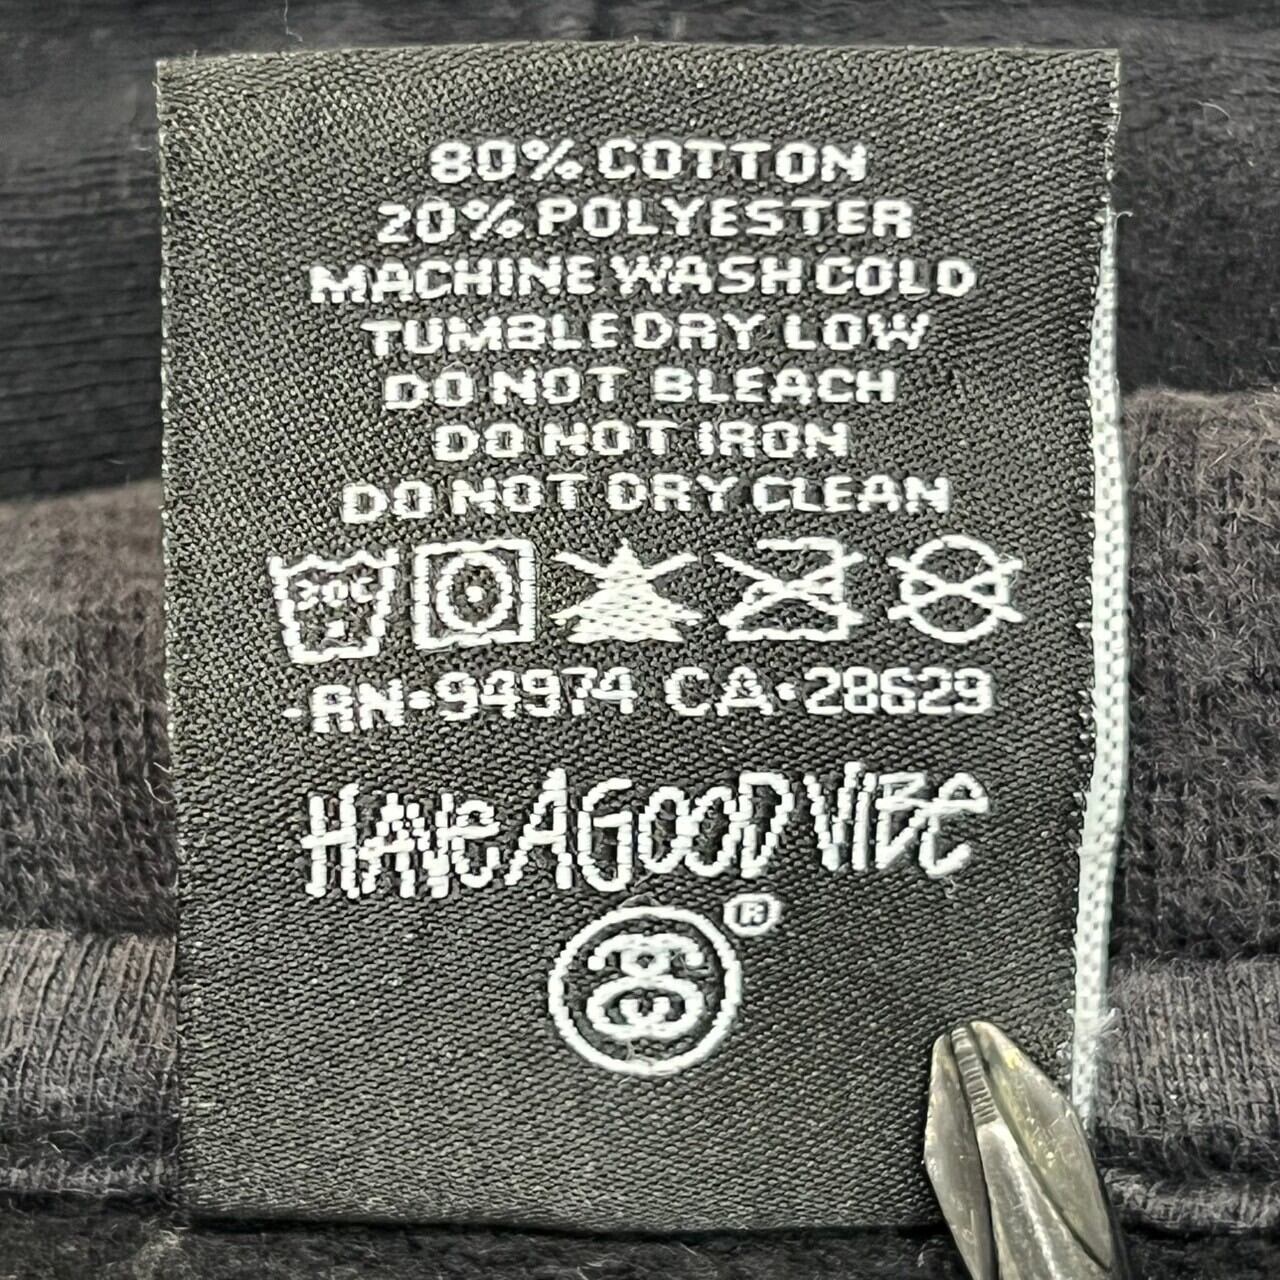 80% COTTON
20% POLYESTER
MACHINE WASH COLD
TUMBLE DRY LOW
DO NOT BLEACH
DO NOT IRON
DO NOT DRY CLEAN
30C
RN•94974 CA•28629
HAVE A GOOD VIBE
®